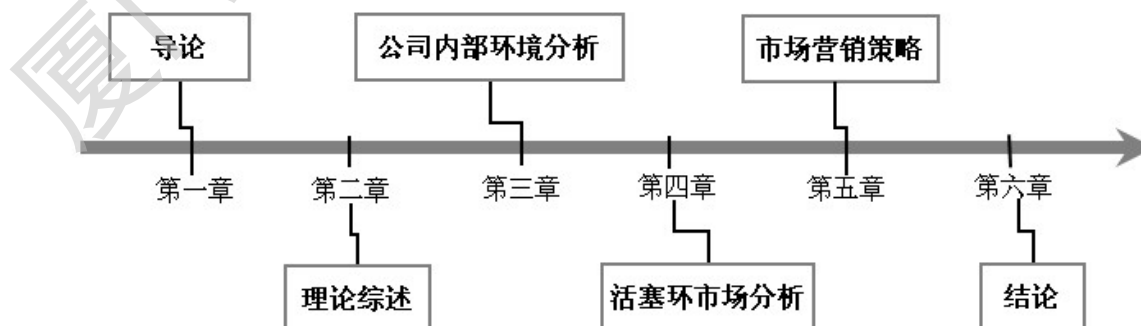 导论
公司内部环境分析
市场营销策略
第一章
第二章
第三章
第四章
第五章
第六章
理论综述
活塞环市场分析
结论
厦